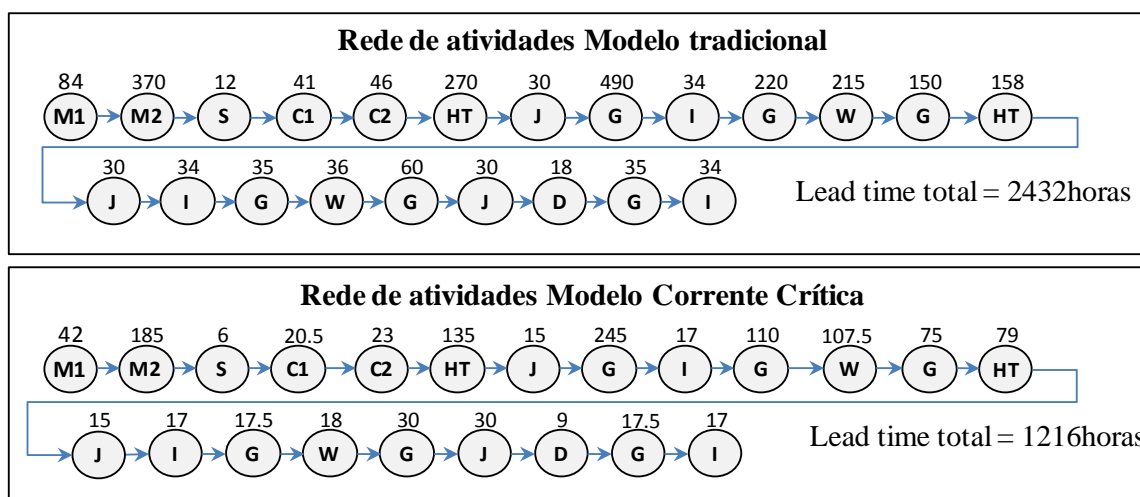 Rede de atividades Modelo tradicional
84 370 12 41 46 270 30 490 34 220 215 150 158
M1 M2 S C1 C2 HT J G I G W G HT
30 34 35 36 60 30 18 35 34
J I G W G J D G I
Lead time total = 2432horas
Rede de atividades Modelo Corrente Crítica
42 185 6 20.5 23 135 15 245 17 110 107.5 75 79
M1 M2 S C1 C2 HT J G I G W G HT
15 17 17.5 18 30 30 9 17.5 17
J I G W G J D G I
Lead time total = 1216horas